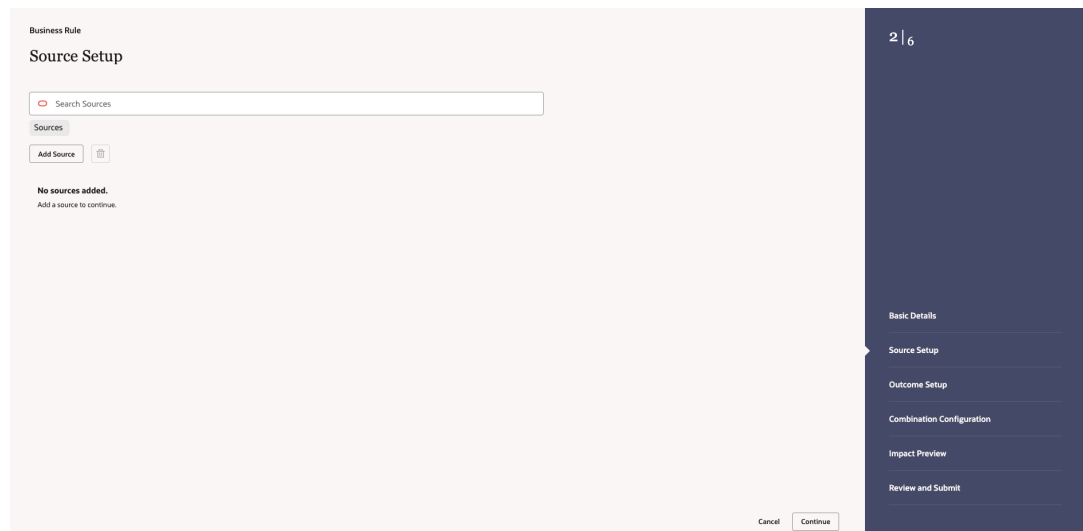 Business Rule
Source Setup
Search Sources
Sources
Add Source
No sources added.
Add a source to continue.
Cancel
Continue
2|6
Basic Details
Source Setup
Outcome Setup
Combination Configuration
Impact Preview
Review and Submit